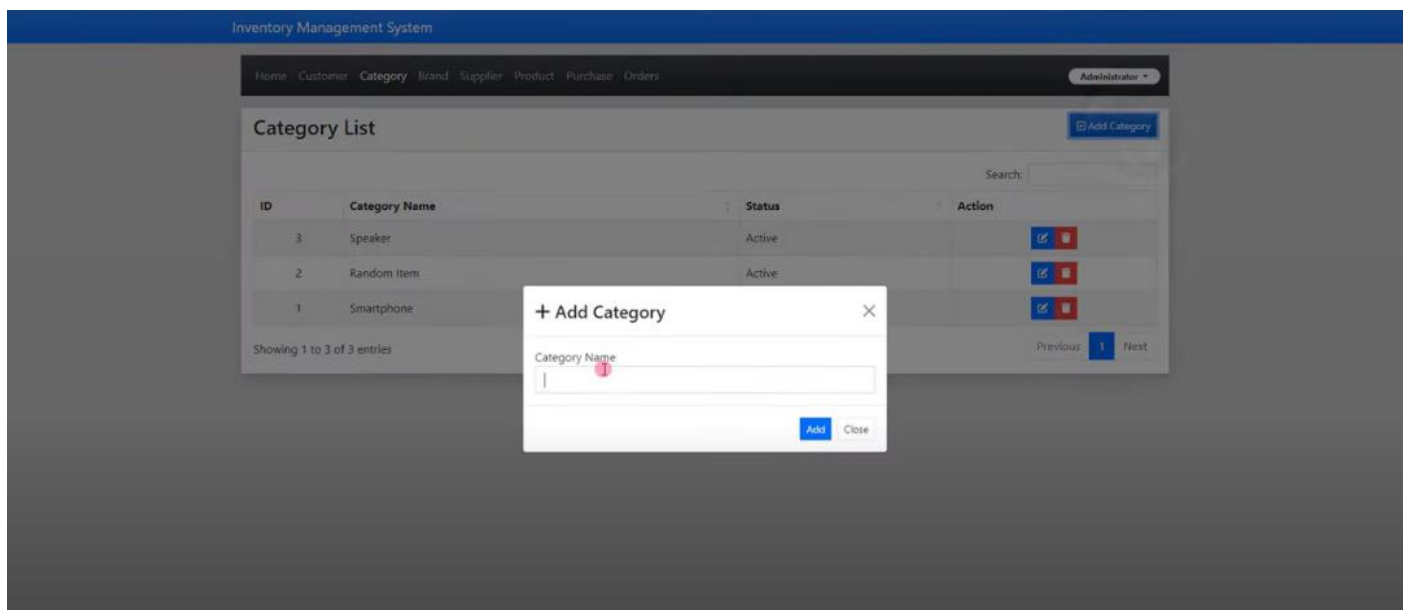 Inventory Management System
Home Customer Category Brand Supplier Product Purchase Orders Administrator
Category List Add Category
Search:
ID Category Name Status Action
3 Speaker Active
2 Random Item Active
1 Smartphone
Showing 1 to 3 of 3 entries Previous 1 Next
+ Add Category
Category Name
Add Close